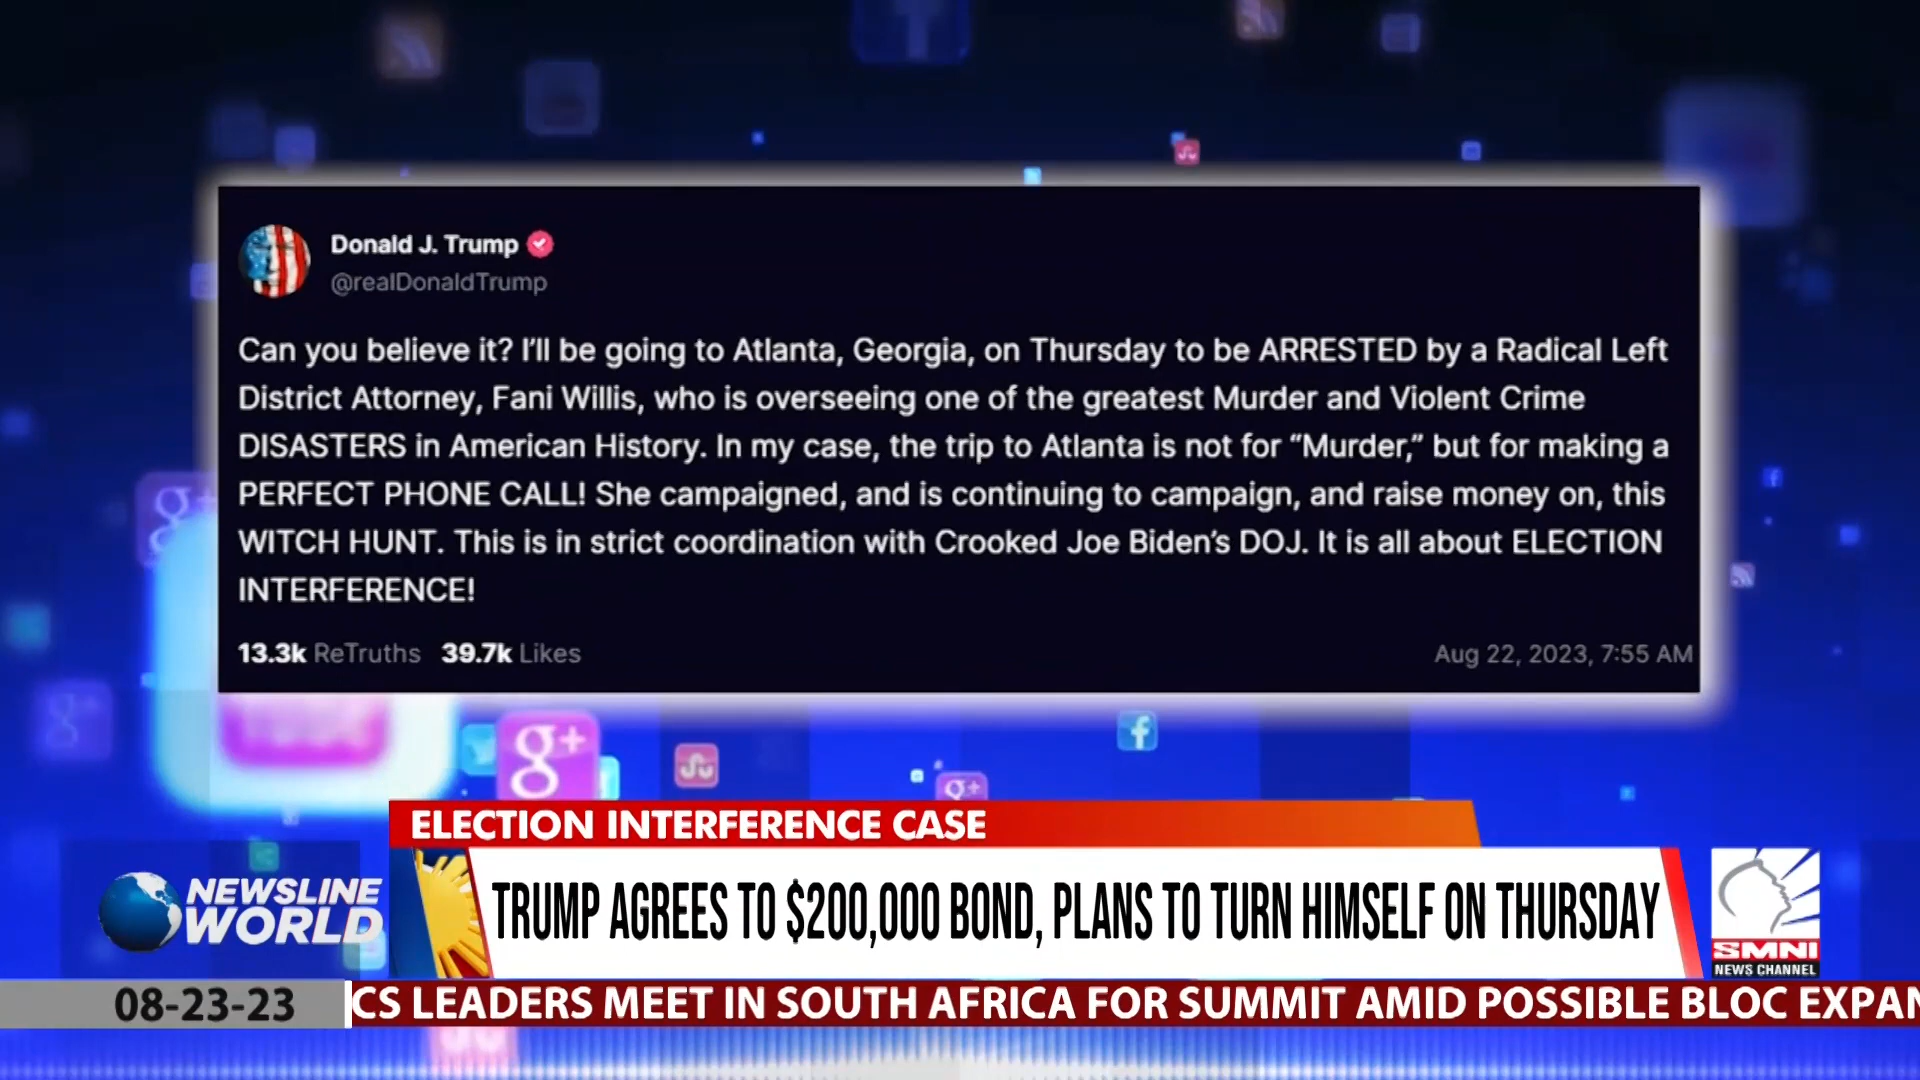 Donald J. Trump
@realDonaldTrump
Can you believe it? I'll be going to Atlanta, Georgia, on Thursday to be ARRESTED by a Radical Left
District Attorney, Fani Willis, who is overseeing one of the greatest Murder and Violent Crime
DISASTERS in American History. In my case, the trip to Atlanta is not for “Murder,” but for making a
PERFECT PHONE CALL! She campaigned, and is continuing to campaign, and raise money on, this
WITCH HUNT. This is in strict coordination with Crooked Joe Biden's DOJ. It is all about ELECTION
INTERFERENCE!
13.3k ReTruths 39.7k Likes
Aug 22, 2023, 7:55 AM
g+
g+
ELECTION INTERFERENCE CASE
NEWSLINE
WORLD
TRUMP AGREES TO $200,000 BOND, PLANS TO TURN HIMSELF ON THURSDAY
SMNI
NEWS CHANNEL
08-23-23
CS LEADERS MEET IN SOUTH AFRICA FOR SUMMIT AMID POSSIBLE BLOC EXPAN